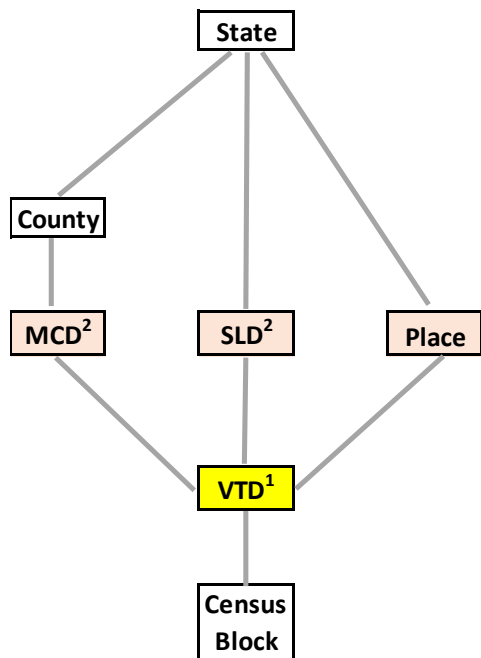 State
County
MCD²
SLD²
Place
VTD¹
Census
Block